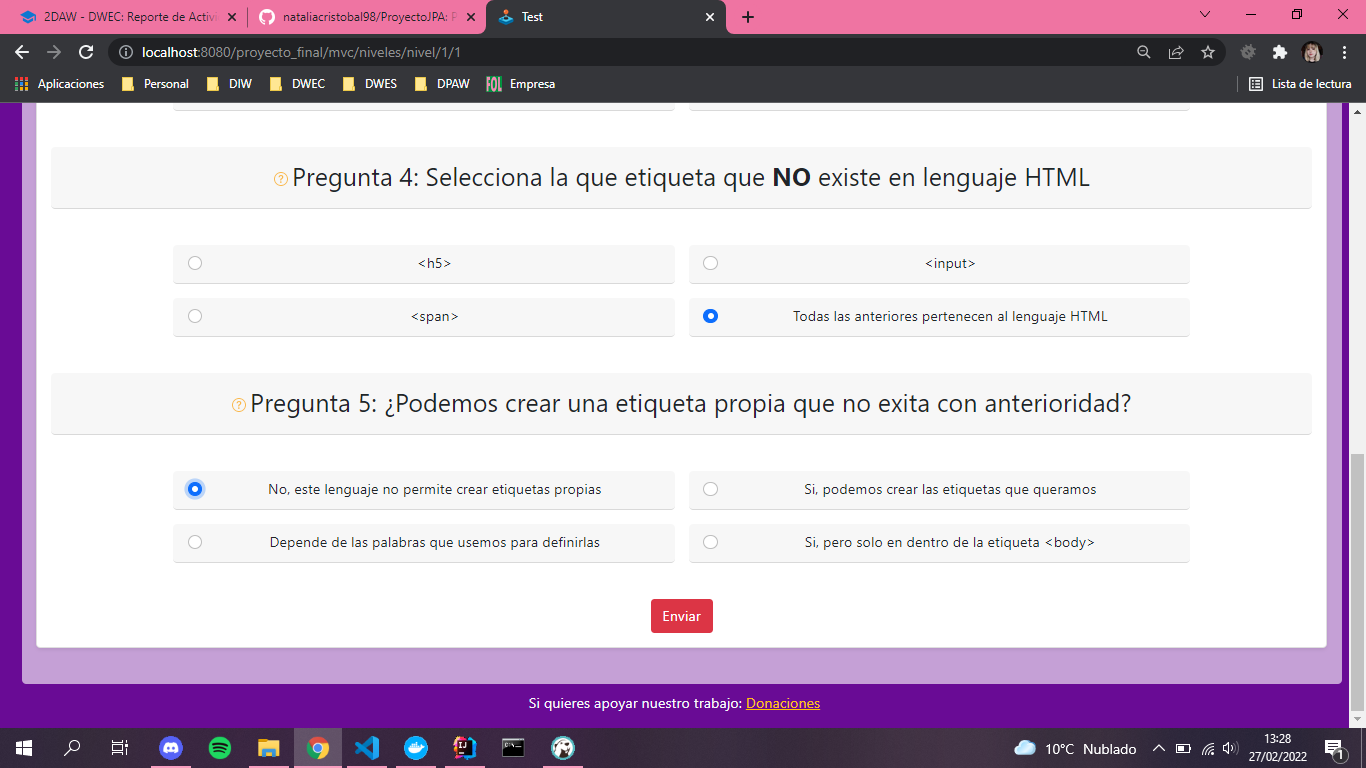 2DAW - DWEC: Reporte de Activi
nataliacristobal98/ProyectoJPA: P
Test
localhost:8080/proyecto_final/mvc/niveles/nivel/1/1
Aplicaciones
Personal
DIW
DWEC
DWES
DPAW
FOL
Empresa
Lista de lectura
Pregunta 4: Selecciona la que etiqueta que NO existe en lenguaje HTML
<h5>
<input>
<span>
Todas las anteriores pertenecen al lenguaje HTML
Pregunta 5: ¿Podemos crear una etiqueta propia que no exita con anterioridad?
No, este lenguaje no permite crear etiquetas propias
Si, podemos crear las etiquetas que queramos
Depende de las palabras que usemos para definirlas
Si, pero solo en dentro de la etiqueta <body>
Enviar
Si quieres apoyar nuestro trabajo: Donaciones
10°C Nublado
13:28
27/02/2022
1